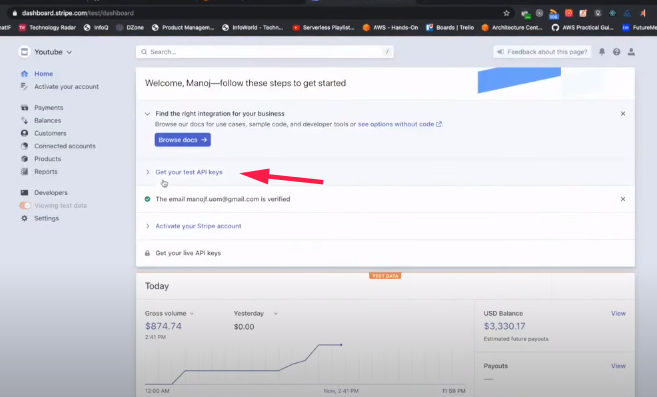 dashboard.stripe.com/test/dashboard
Technology Radar
InfoQ
DZone
Product Managem...
InfoWorld - Techn...
Serverless Playlist...
AWS - Hands-On
Boards | Trello
Architecture Cent...
AWS Practical Gui...
FutureMe
Youtube
Search...
/
Feedback about this page?
Home
Activate your account
Payments
Balances
Customers
Connected accounts
Products
Reports
Developers
Viewing test data
Settings
Welcome, Manoj—follow these steps to get started
Find the right integration for your business
Browse our docs for use cases, sample code, and developer tools or see options without code
Browse docs →
Get your test API keys
The email manojf.uom@gmail.com is verified
Activate your Stripe account
Get your live API keys
TEST DATA
Today
Gross volume
Yesterday
$874.74
$0.00
2:41 PM
12:00 AM
Now, 2:41 PM
11:59 PM
USD Balance
View
$3,330.17
Estimated future payouts
Payouts
View
—